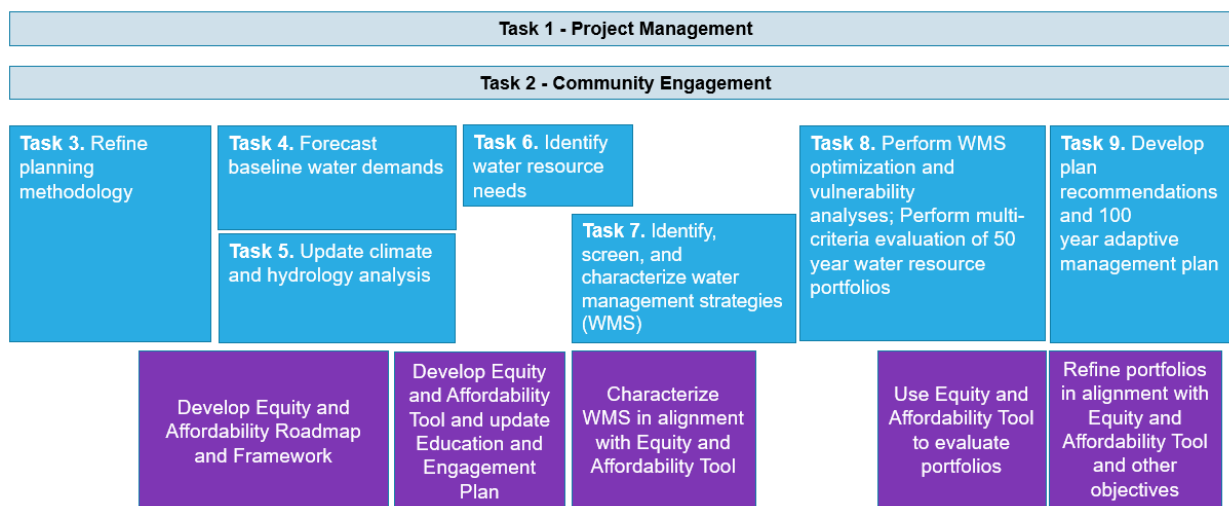 Task 1 - Project Management
Task 2 - Community Engagement
Task 3. Refine
planning
methodology
Task 4. Forecast
baseline water demands
Task 5. Update climate
and hydrology analysis
Task 6. Identify
water resource
needs
Task 7. Identify,
screen, and
characterize water
management strategies
(WMS)
Task 8. Perform WMS
optimization and
vulnerability
analyses; Perform multi-
criteria evaluation of 50
year water resource
portfolios
Task 9. Develop
plan
recommendations
and 100
year adaptive
management plan
Develop Equity and
Affordability Roadmap
and Framework
Develop Equity
and Affordability
Tool and update
Education and
Engagement
Plan
Characterize
WMS in alignment
with Equity and
Affordability Tool
Use Equity and
Affordability Tool
to evaluate
portfolios
Refine portfolios
in alignment with
Equity and
Affordability Tool
and other
objectives